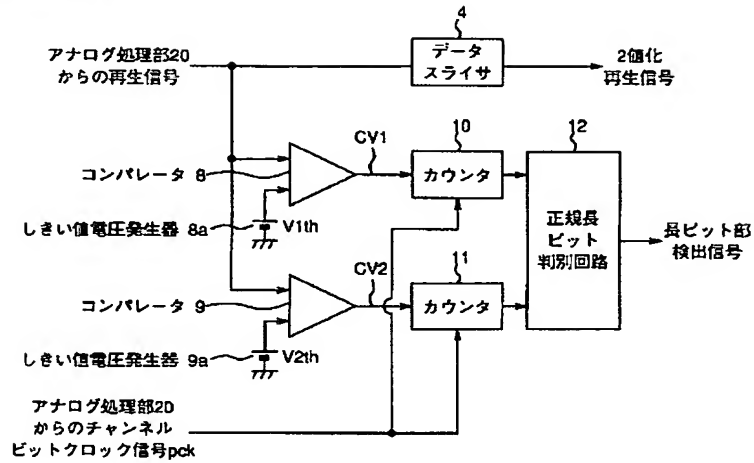 4
アナログ処理部20
からの再生信号
データ
スライサ
2値化
再生信号
CV1
10
12
コンパレータ 8
カウンタ
しきい値電圧発生器 8a
V1th
正規長
ピット
判別回路
長ピット部
検出信号
CV2
11
コンパレータ 9
カウンタ
しきい値電圧発生器 9a
V2th
アナログ処理部20
からのチャンネル
ビットクロック信号pck